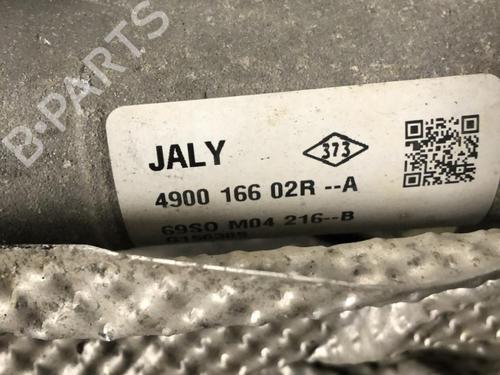 B-PARTS
JALY
373
4900 166 02R --A
69SO M04 216--B